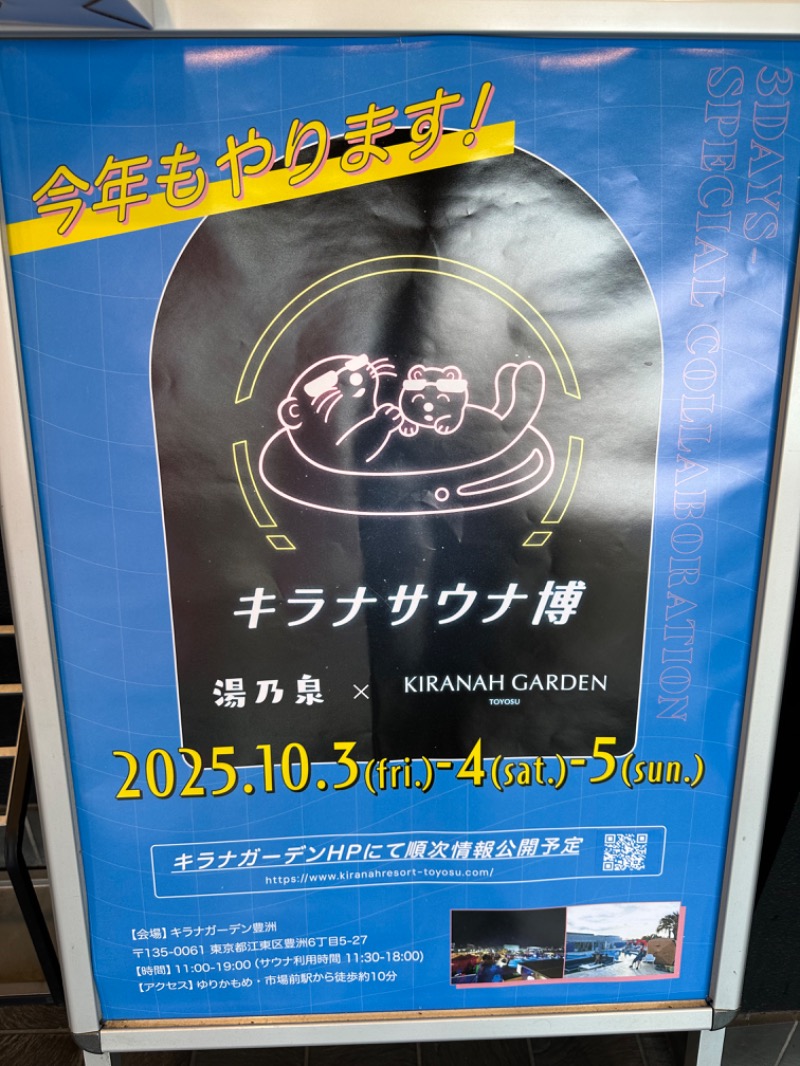 今年もやります!
3DAYS-
SPECIAL COLLABORATION
キラナサウナ博
湯乃泉 × KIRANAH GARDEN
TOYOSU
2025.10.3(fri.)-4(sat.)-5(sun.)
キラナガーデンHPにて順次情報公開予定
https://www.kiranahresort-toyosu.com/
【会場】キラナガーデン豊洲
〒135-0061 東京都江東区豊洲6丁目5-27
【時間】11:00-19:00（サウナ利用時間 11:30-18:00）
【アクセス】ゆりかもめ・市場前駅から徒歩約10分